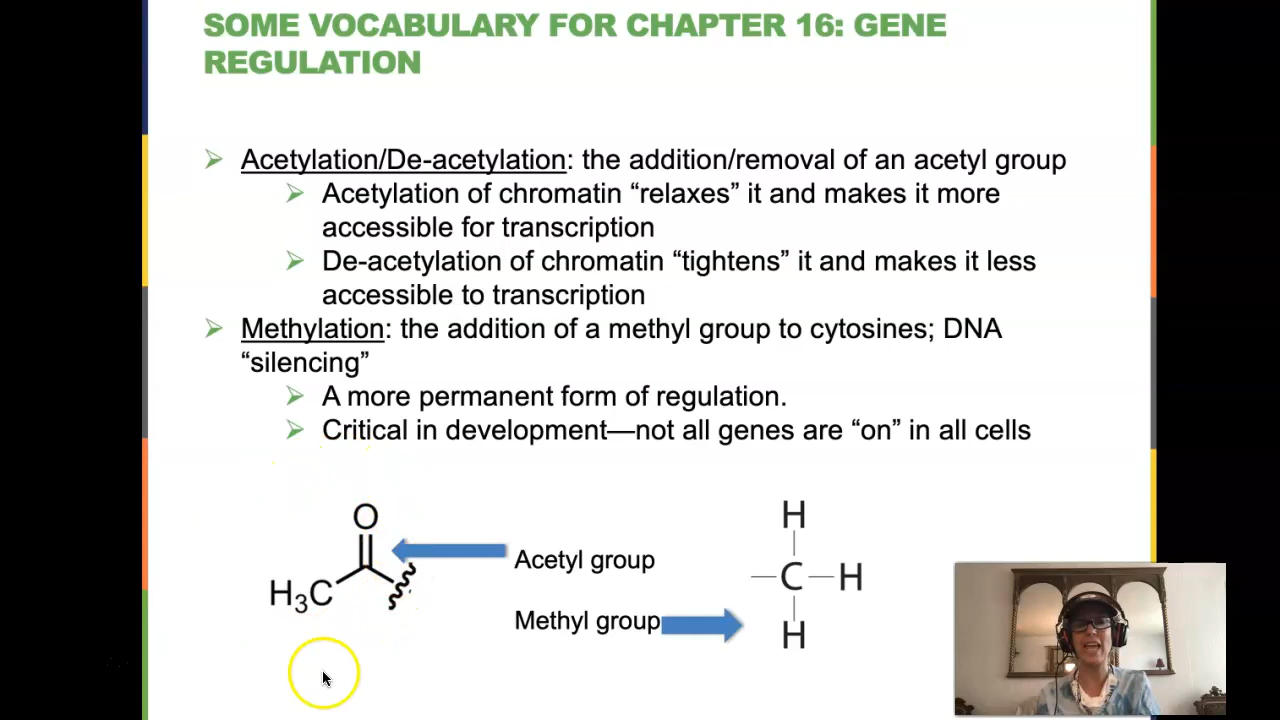 SOME VOCABULARY FOR CHAPTER 16: GENE
REGULATION
Acetylation/De-acetylation: the addition/removal of an acetyl group
Acetylation of chromatin “relaxes” it and makes it more
accessible for transcription
De-acetylation of chromatin “tightens” it and makes it less
accessible to transcription
Methylation: the addition of a methyl group to cytosines; DNA
“silencing”
A more permanent form of regulation.
Critical in development—not all genes are “on” in all cells
O
H₃C
Acetyl group
Methyl group
H
C H
H